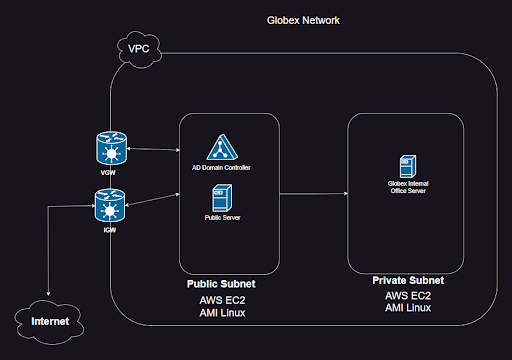 Globex Network
VPC
VGW
AD Domain Controller
Public Server
Globex Internal
Office Server
IGW
Public Subnet
AWS EC2
AMI Linux
Private Subnet
AWS EC2
AMI Linux
Internet